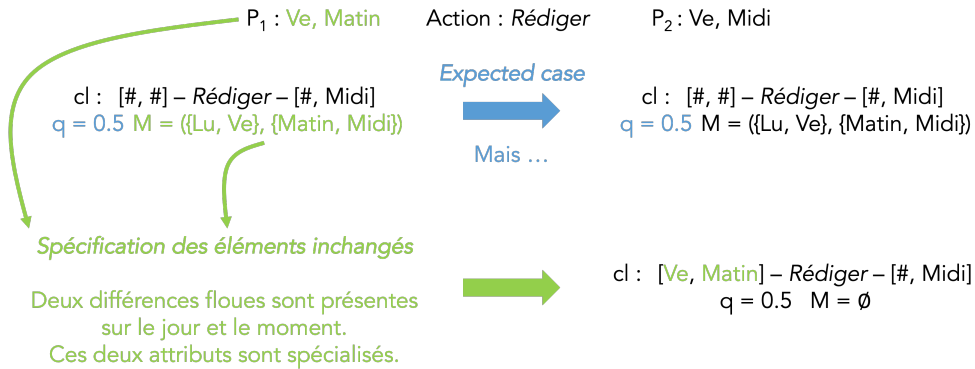 P1 : Ve, Matin Action : Rédiger P2 : Ve, Midi
Expected case
cl : [#, #] – Rédiger – [#, Midi]
q = 0.5 M = ({Lu, Ve}, {Matin, Midi})
Mais ...
cl : [#, #] – Rédiger – [#, Midi]
q = 0.5 M = ({Lu, Ve}, {Matin, Midi})
Spécification des éléments inchangés
Deux différences floues sont présentes
sur le jour et le moment.
Ces deux attributs sont spécialisés.
cl : [Ve, Matin] – Rédiger – [#, Midi]
q = 0.5 M = ∅